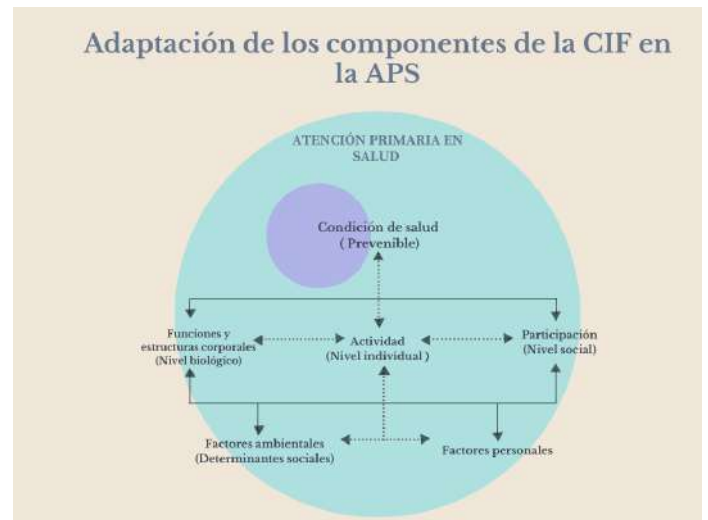 Adaptación de los componentes de la CIF en
la APS
ATENCIÓN PRIMARIA EN
SALUD
Condición de salud
( Prevenible)
Funciones y
estructuras corporales
(Nivel biológico)
Actividad
(Nivel individual )
Participación
(Nivel social)
Factores ambientales
(Determinantes sociales)
Factores personales